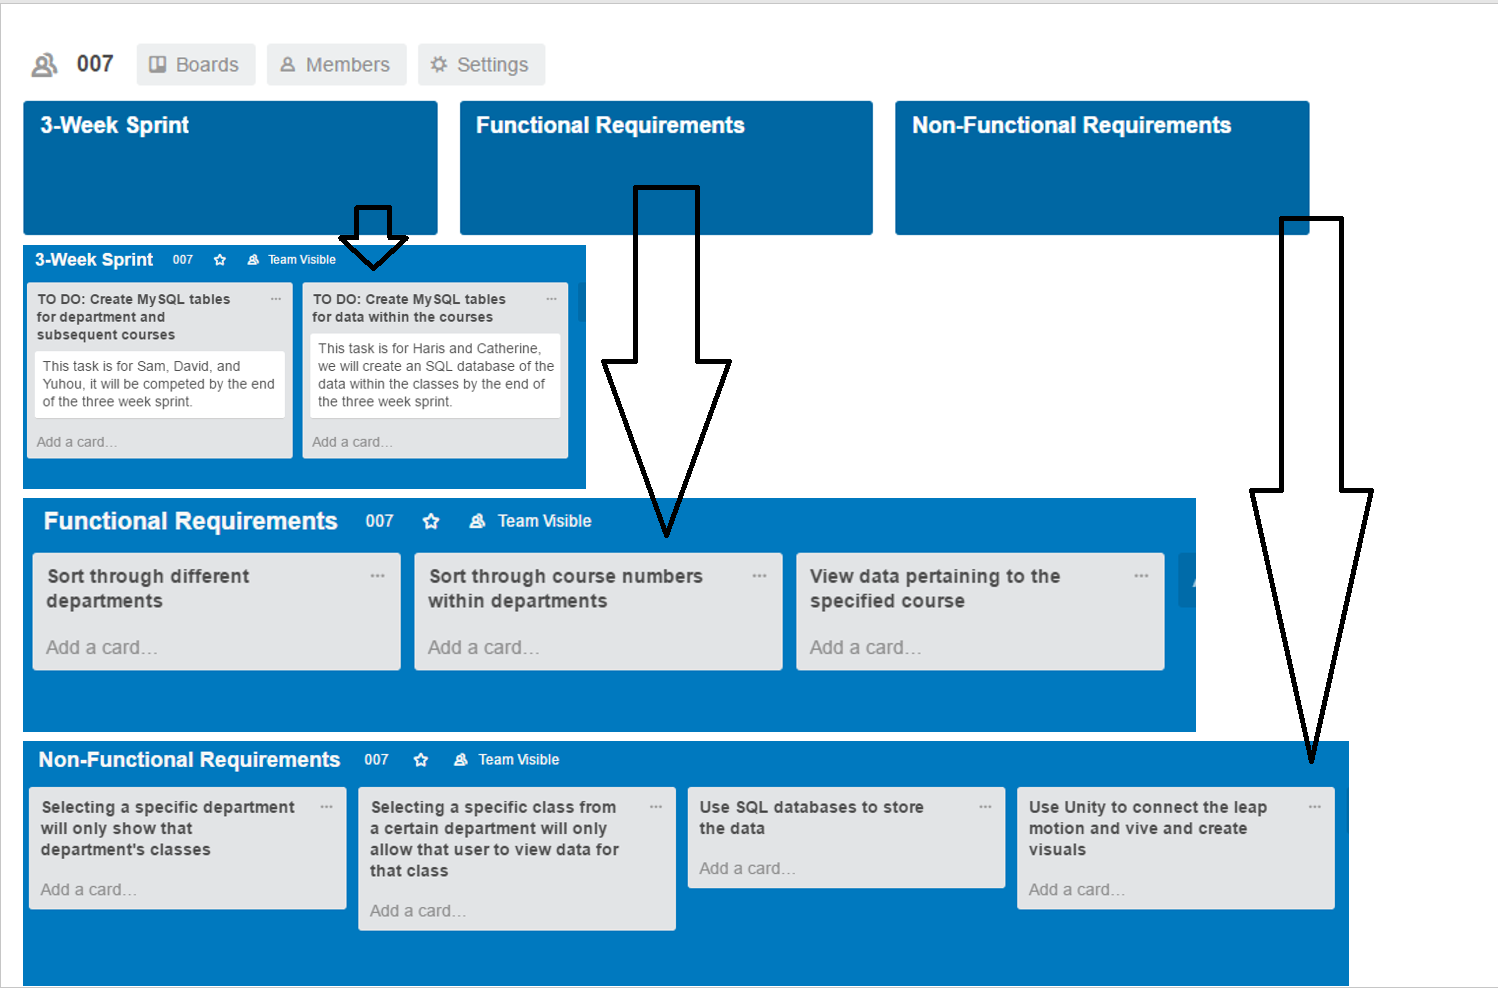 007 Boards Members Settings
3-Week Sprint
Functional Requirements
Non-Functional Requirements
3-Week Sprint 007 Team Visible
TO DO: Create MySQL tables
for department and
subsequent courses
This task is for Sam, David, and
Yuhou, it will be competed by the end
of the three week sprint.
Add a card...
TO DO: Create MySQL tables
for data within the courses
This task is for Haris and Catherine,
we will create an SQL database of the
data within the classes by the end of
the three week sprint.
Add a card...
Functional Requirements 007 Team Visible
Sort through different
departments
Add a card...
Sort through course numbers
within departments
Add a card...
View data pertaining to the
specified course
Add a card...
Non-Functional Requirements 007 Team Visible
Selecting a specific department
will only show that
department's classes
Add a card...
Selecting a specific class from
a certain department will only
allow that user to view data for
that class
Add a card...
Use SQL databases to store
the data
Add a card...
Use Unity to connect the leap
motion and vive and create
visuals
Add a card...